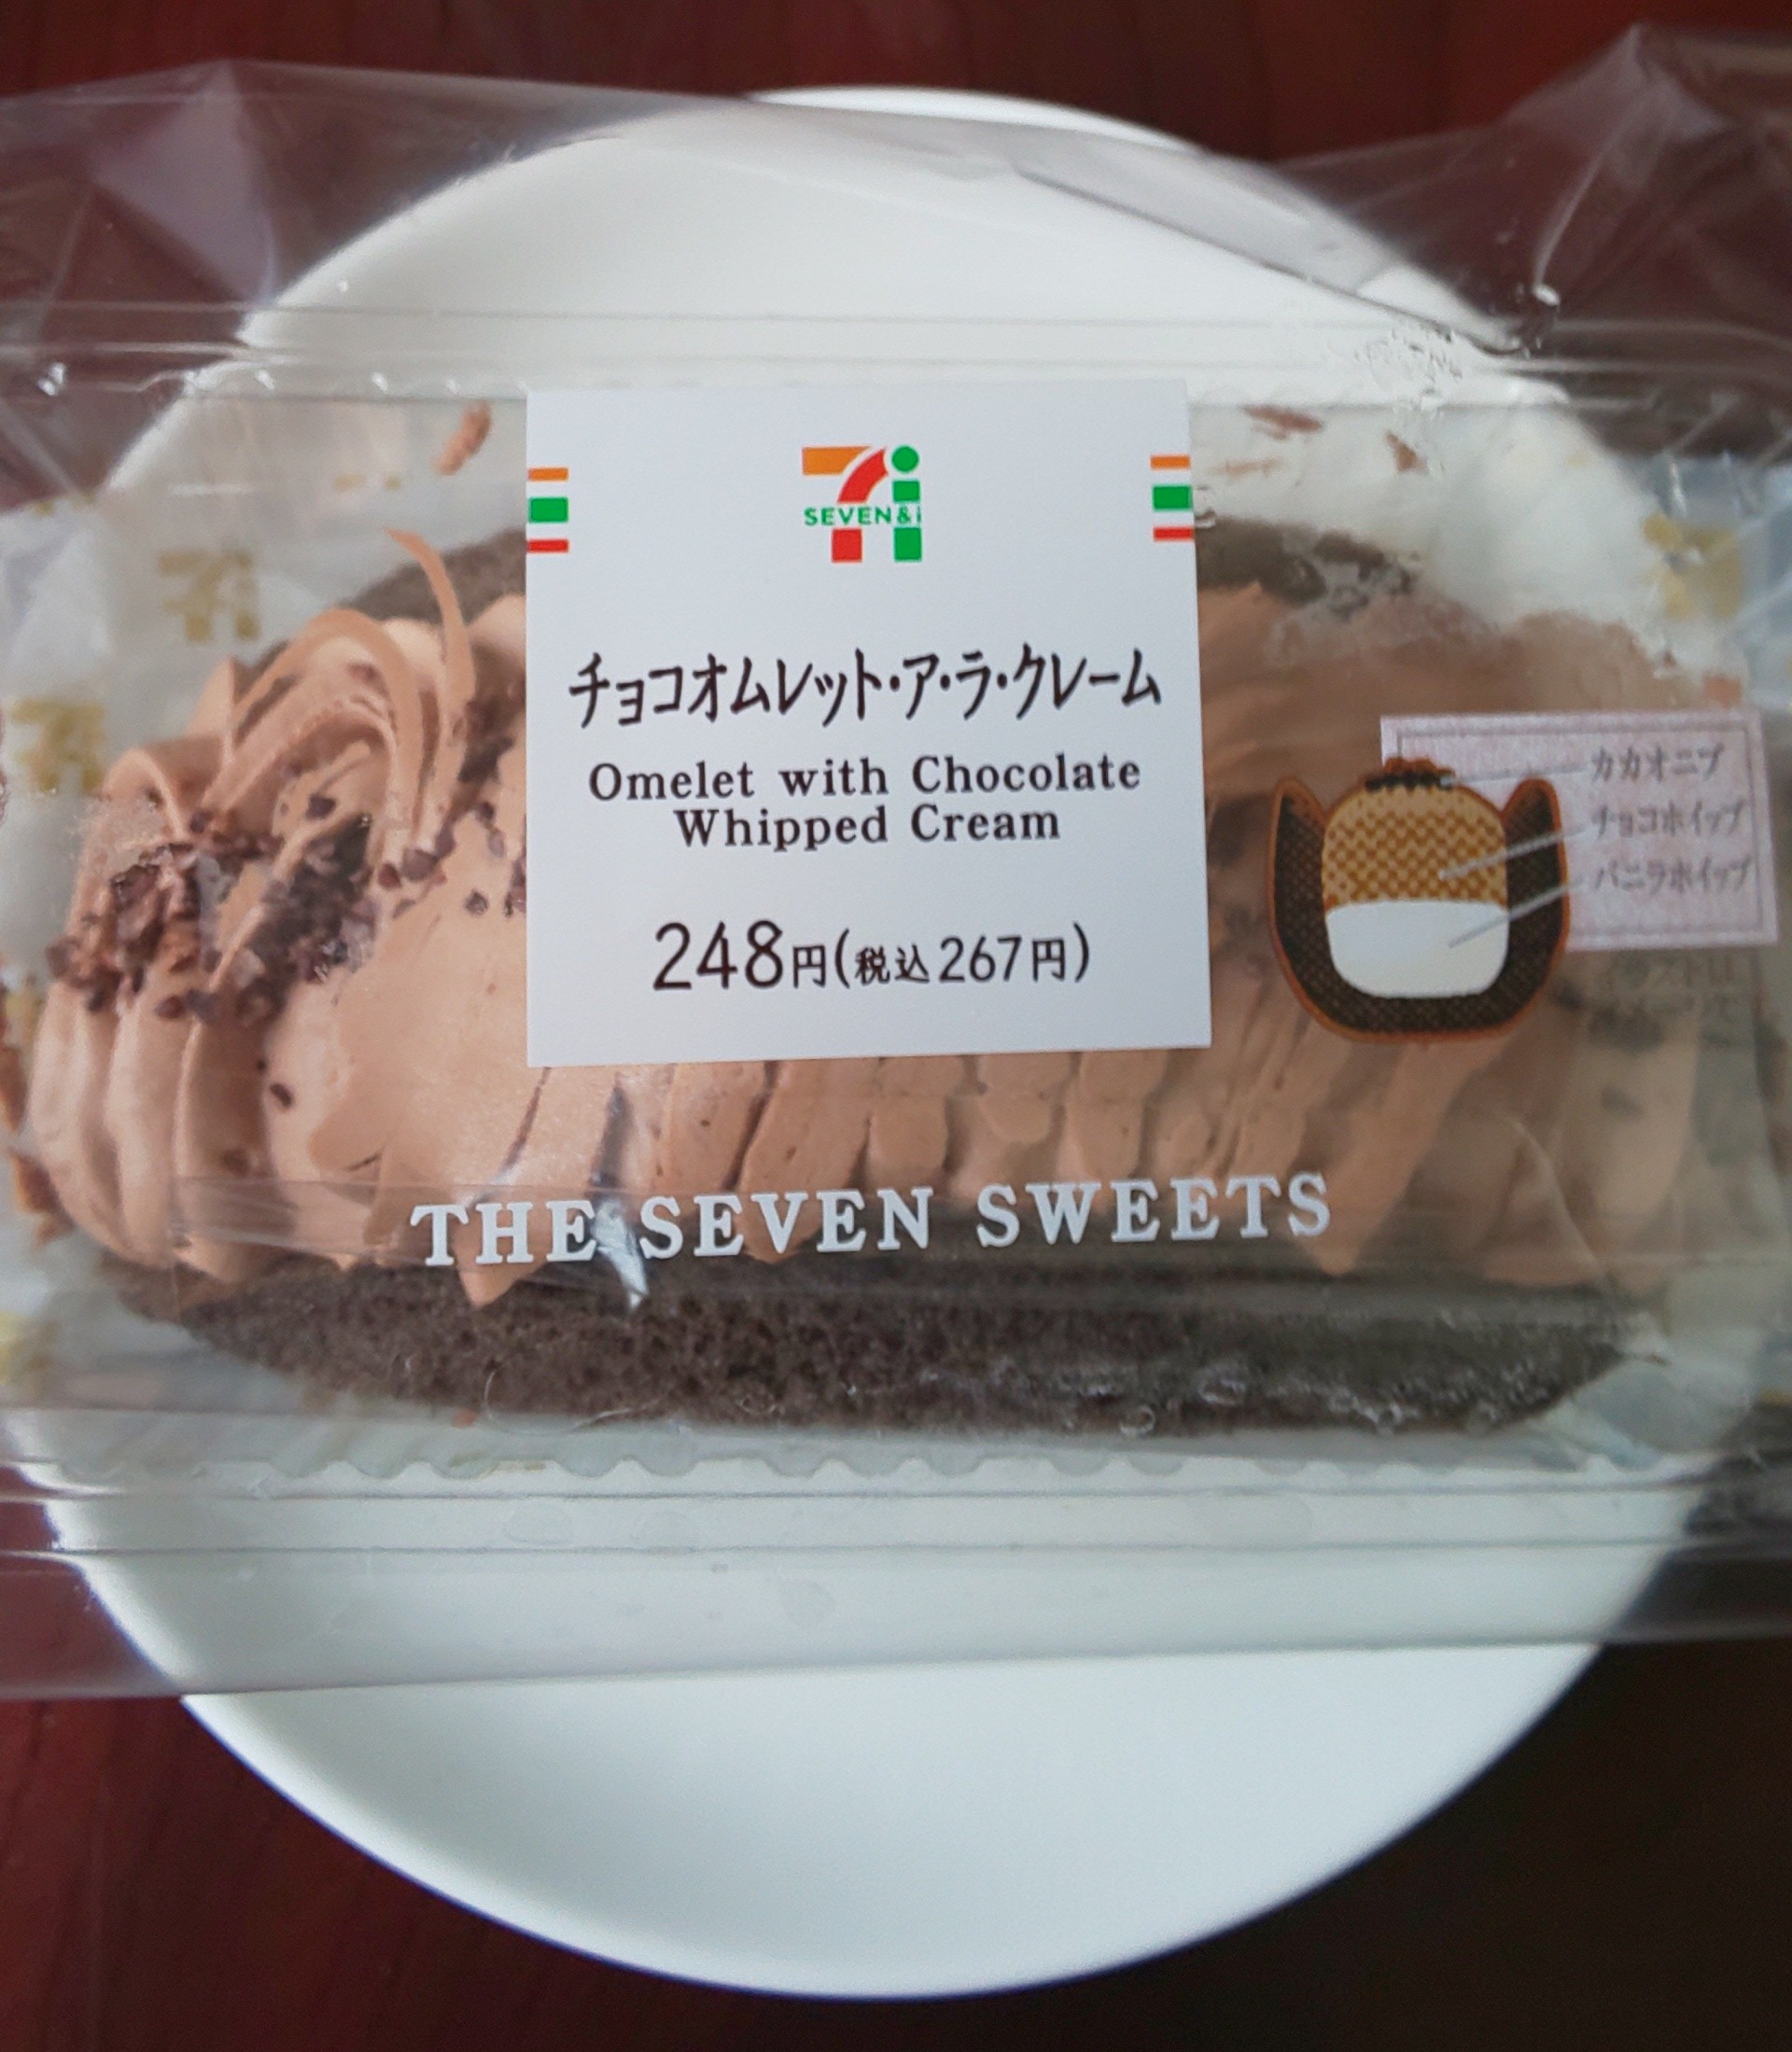 SEVEN&i
チョコオムレット・ア・ラ・クレーム
Omelet with Chocolate
Whipped Cream
248円(税込267円)
カカオニブ
チョコホイップ
バニラホイップ
THE SEVEN SWEETS